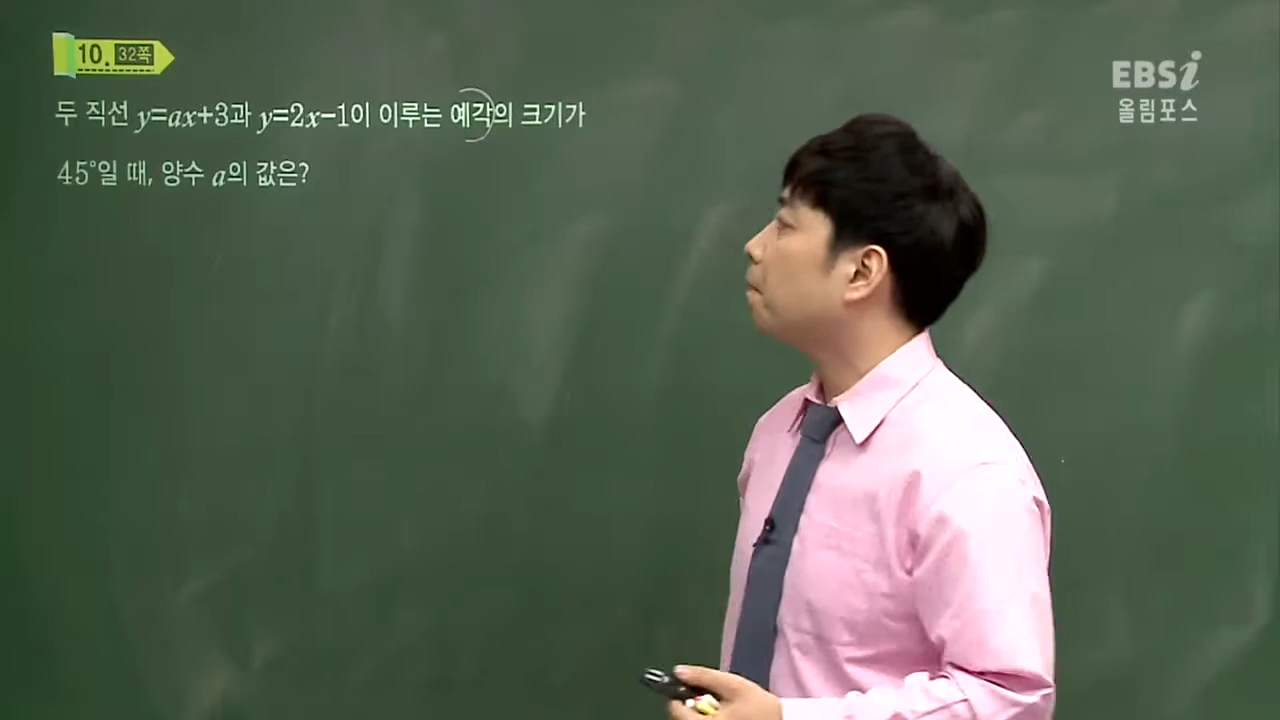 10. 32쪽
두 직선 y=ax+3과 y=2x-1이 이루는 예각의 크기가
45°일 때, 양수 a의 값은?
EBSi
올림포스